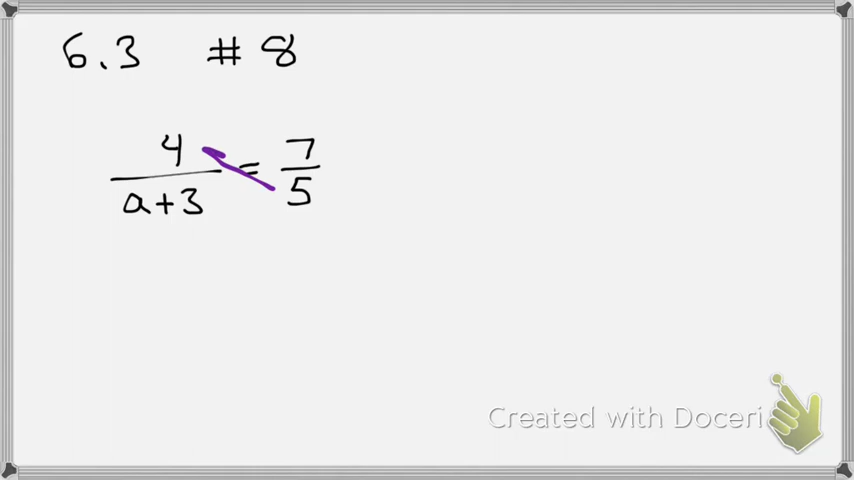 6.3 # 8
4/(a+3) = 7/5
Created with Doceri